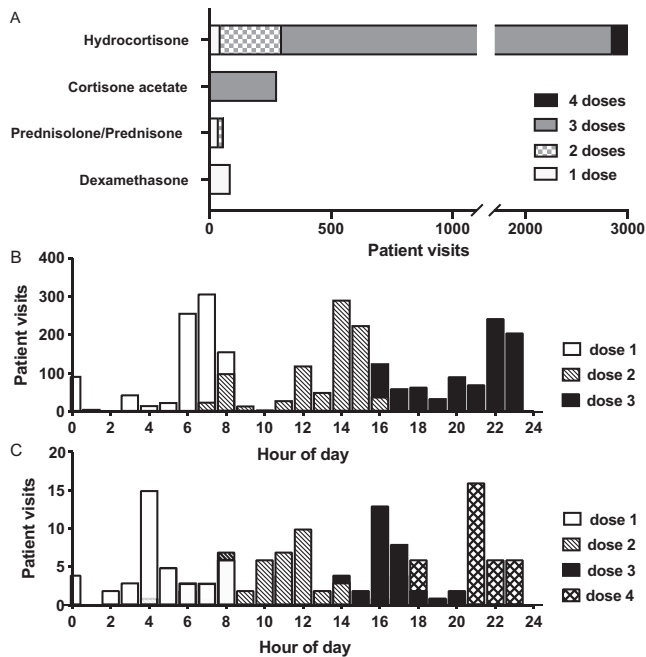 A
Hydrocortisone
Cortisone acetate
Prednisolone/Prednisone
Dexamethasone
4 doses
3 doses
2 doses
1 dose
0 500 1000 2000 3000
Patient visits
B
Patient visits
400
300
200
100
0
dose 1
dose 2
dose 3
0 2 4 6 8 10 12 14 16 18 20 22 24
Hour of day
C
Patient visits
20
15
10
5
0
dose 1
dose 2
dose 3
dose 4
0 2 4 6 8 10 12 14 16 18 20 22 24
Hour of day